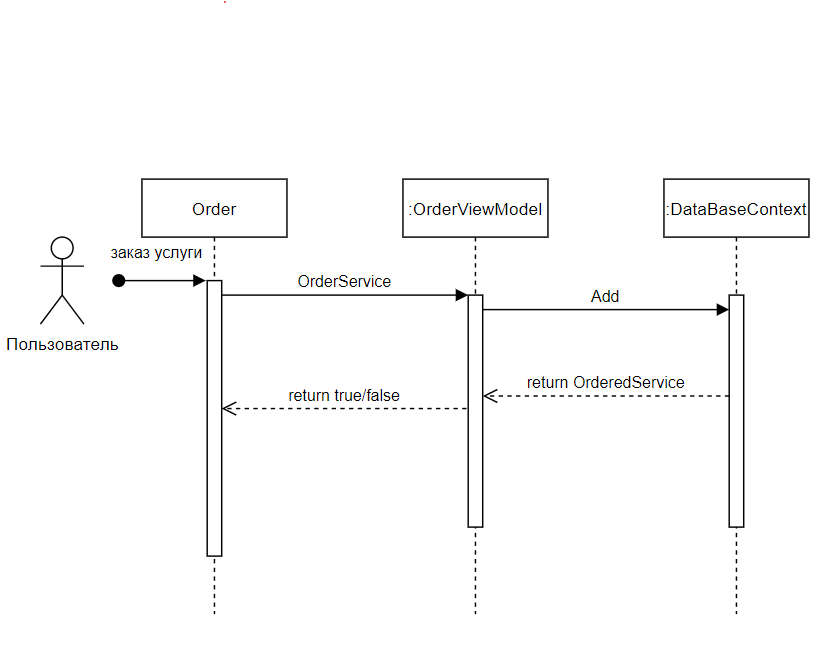 Order
:OrderViewModel
:DataBaseContext
заказ услуги
OrderService
Add
Пользователь
return OrderedService
return true/false